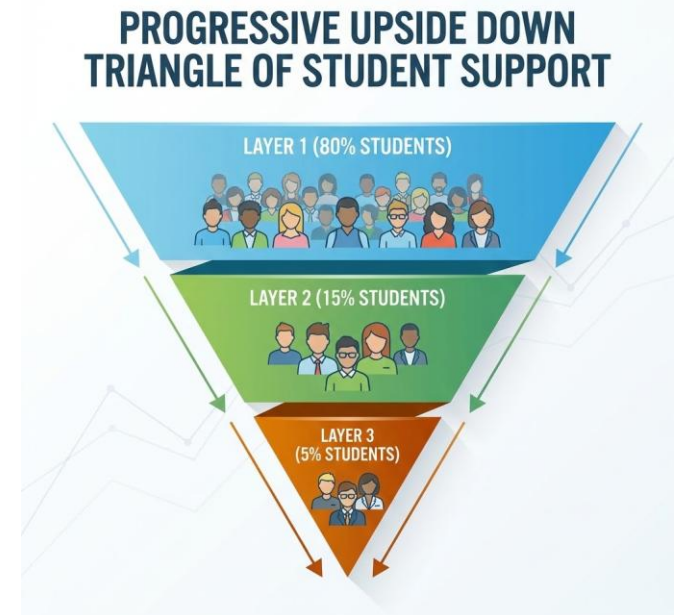 PROGRESSIVE UPSIDE DOWN
TRIANGLE OF STUDENT SUPPORT
LAYER 1 (80% STUDENTS)
LAYER 2 (15% STUDENTS)
LAYER 3
(5% STUDENTS)